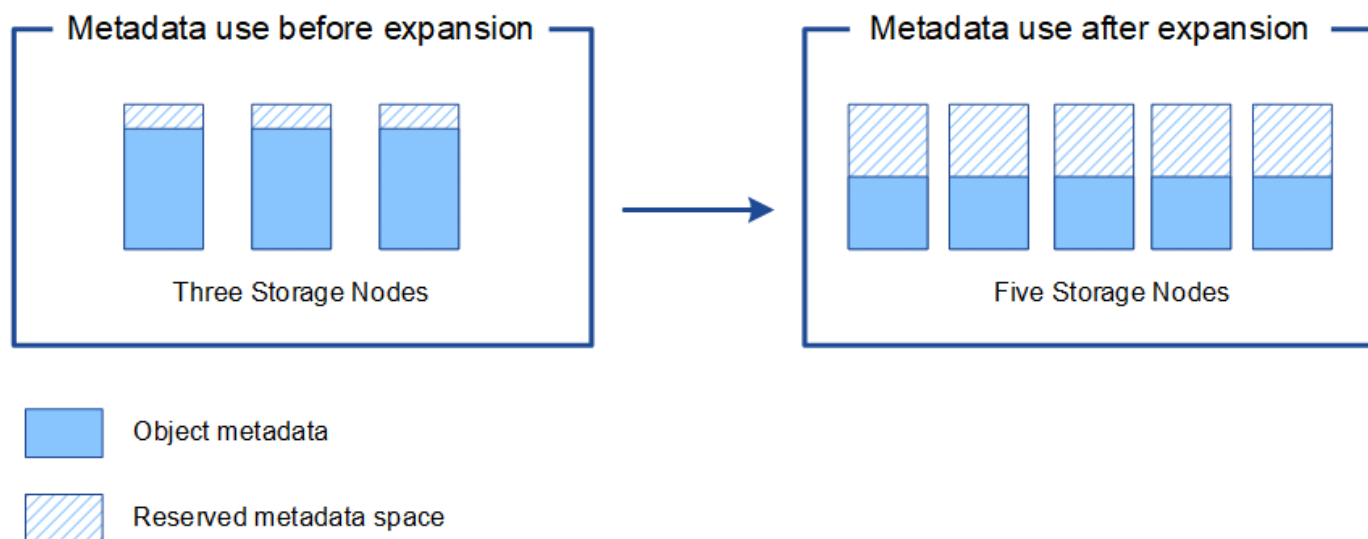 Metadata use before expansion
Metadata use after expansion
Three Storage Nodes
Five Storage Nodes
Object metadata
Reserved metadata space